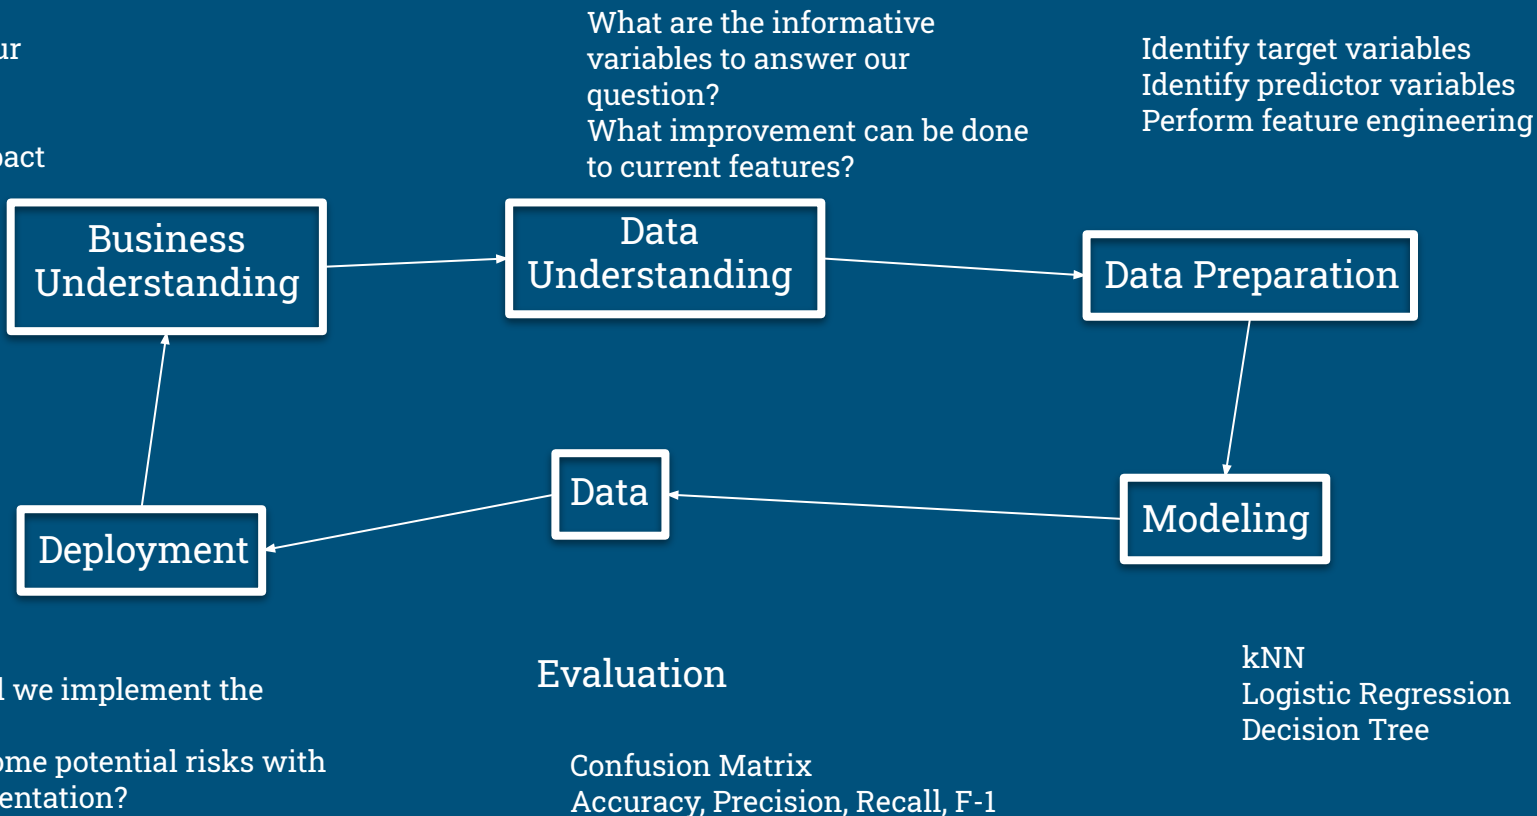 What are the informative
variables to answer our
question?
What improvement can be done
to current features?
Identify target variables
Identify predictor variables
Perform feature engineering
Business
Understanding
Data
Understanding
Data Preparation
Deployment
Data
Modeling
we implement the
potential risks with
Evaluation
Confusion Matrix
Accuracy, Precision, Recall, F-1
kNN
Logistic Regression
Decision Tree